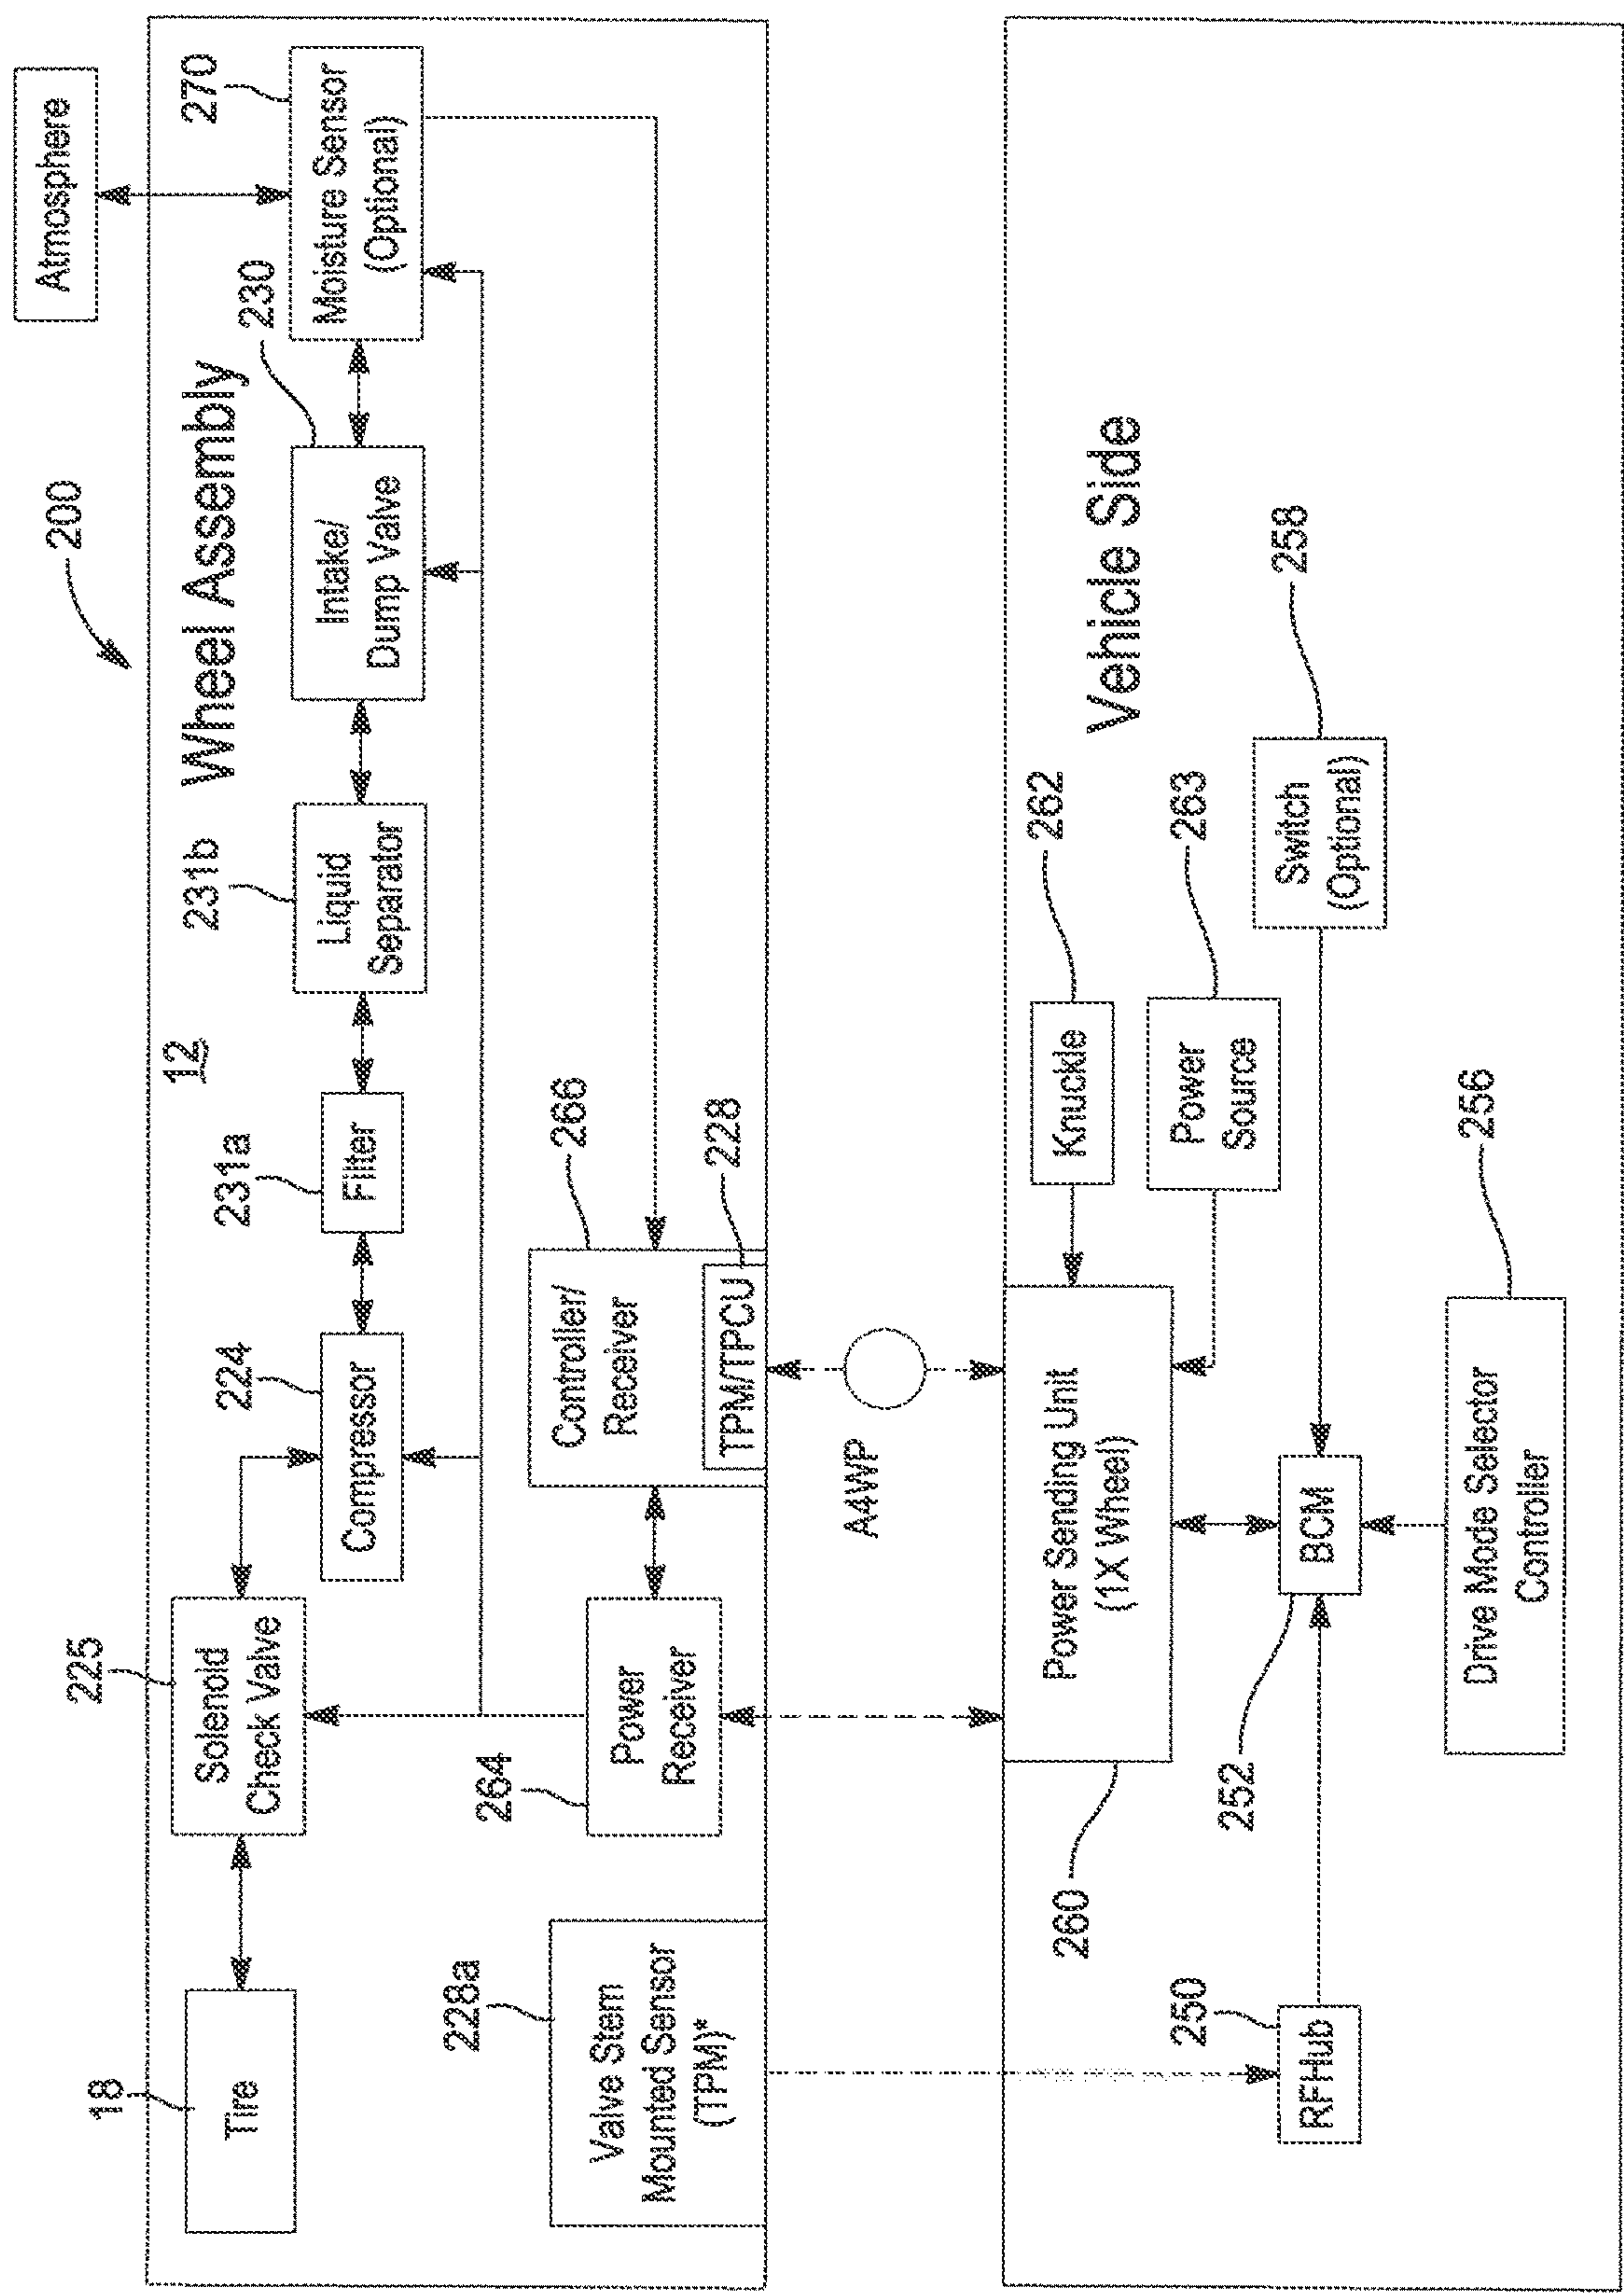 200
Atmosphere
Wheel Assembly
12
18
Tire
225
Solenoid
Check Valve
224
Compressor
231a
Filter
231b
Liquid
Separator
230
Intake/
Dump Valve
270
Moisture Sensor
(Optional)
228a
Valve Stem
Mounted Sensor
(TPM)*
264
Power
Receiver
266
Controller/
Receiver
228
TPM/TPCU
A4WP
Vehicle Side
260
Power Sending Unit
(1X Wheel)
262
Knuckle
263
Power
Source
250
RFHub
252
BCM
258
Switch
(Optional)
256
Drive Mode Selector
Controller